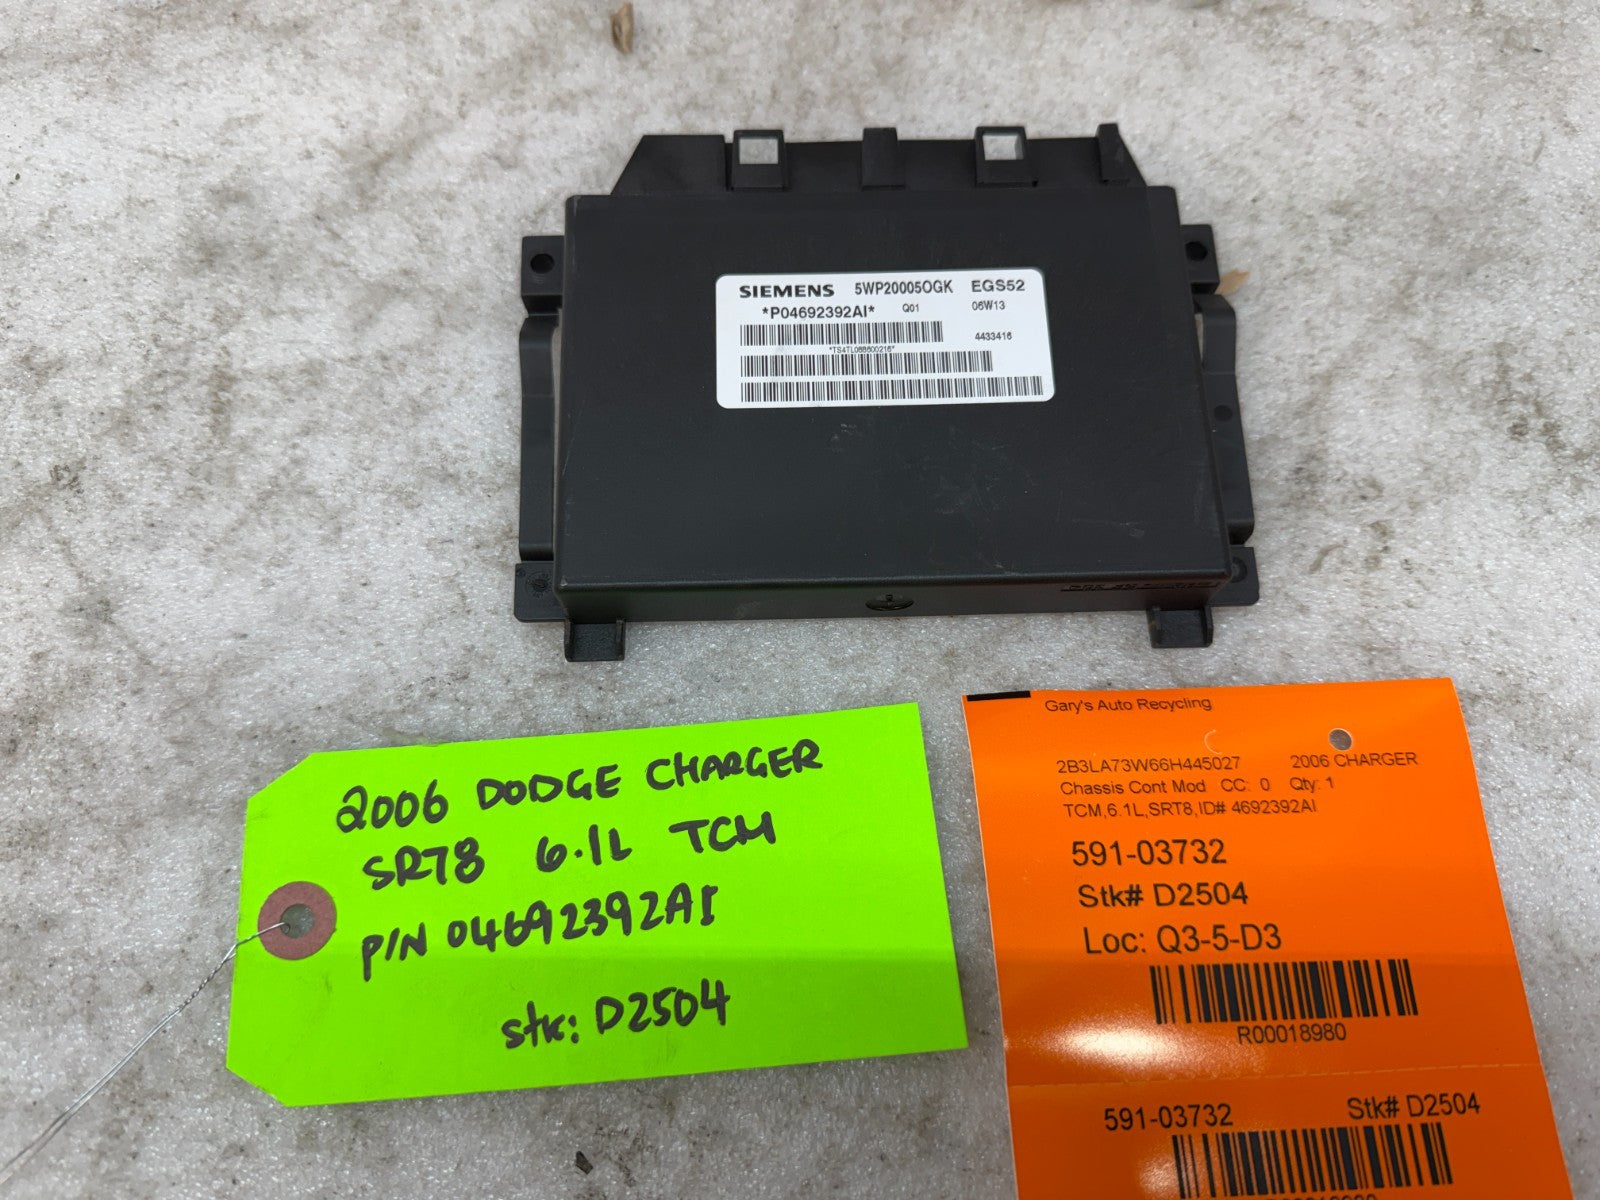 SIEMENS 5WP20005OGK EGS52
*P04692392AI* Q01 06W13
4433416
*TS4TL088600216*
2006 DODGE CHARGER
SRT8 6.1L TCM
P/N 04692392AI
stk: D2504
Gary's Auto Recycling
2B3LA73W66H445027 2006 CHARGER
Chassis Cont Mod CC: 0 Qty: 1
TCM,6.1L,SRT8,ID# 4692392AI
591-03732
Stk# D2504
Loc: Q3-5-D3
R00018980
591-03732 Stk# D2504